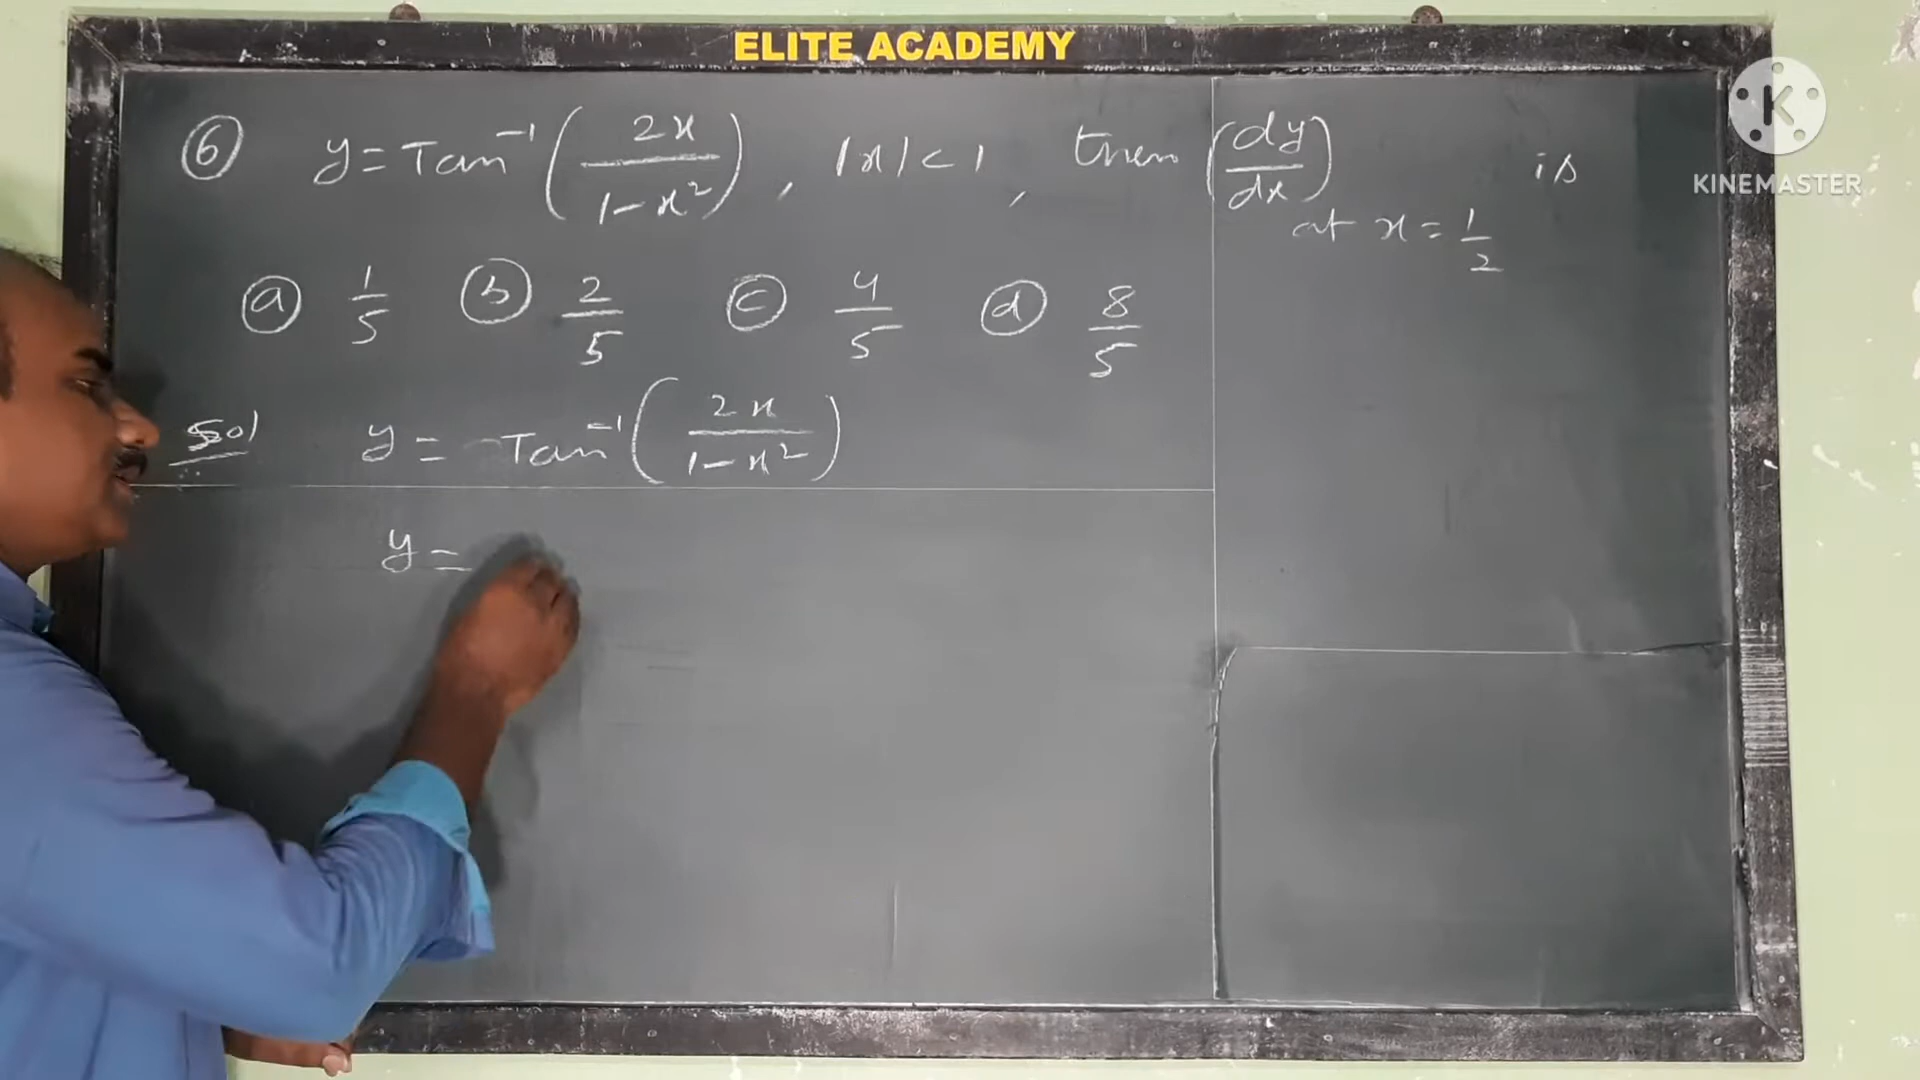 ELITE ACADEMY
KINEMASTER
⑥ y = Tan⁻¹(2x/(1-x²)), |x| < 1, then (dy/dx) at x = 1/2 is
ⓐ 1/5 ⓑ 2/5 ⓒ 4/5 ⓓ 8/5
Sol y = Tan⁻¹(2x/(1-x²))
y =